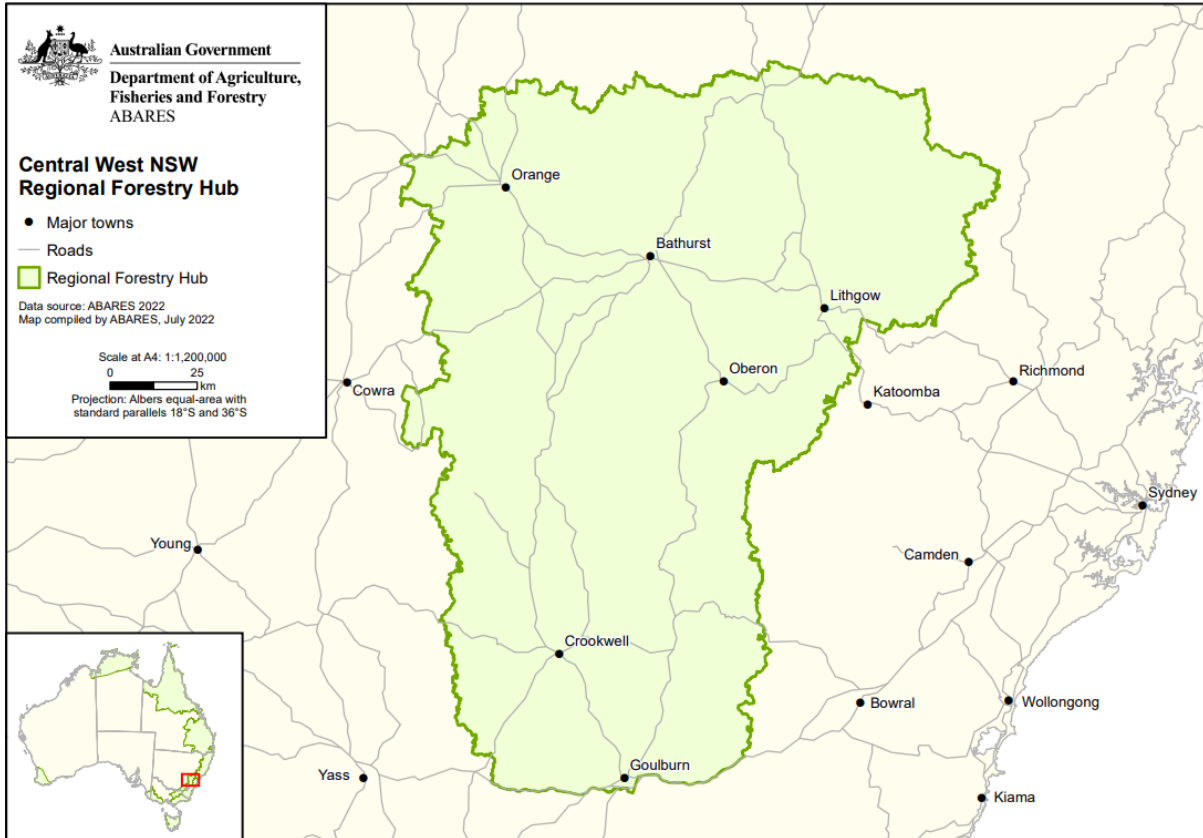 Australian Government
Department of Agriculture,
Fisheries and Forestry
ABARES
Central West NSW
Regional Forestry Hub
Major towns
Roads
Regional Forestry Hub
Data source: ABARES 2022
Map compiled by ABARES, July 2022
Scale at A4: 1:1,200,000
0 25
km
Projection: Albers equal-area with
standard parallels 18°S and 36°S
Orange
Bathurst
Lithgow
Oberon
Richmond
Cowra
Katoomba
Sydney
Young
Camden
Crookwell
Bowral
Wollongong
Goulburn
Yass
Kiama